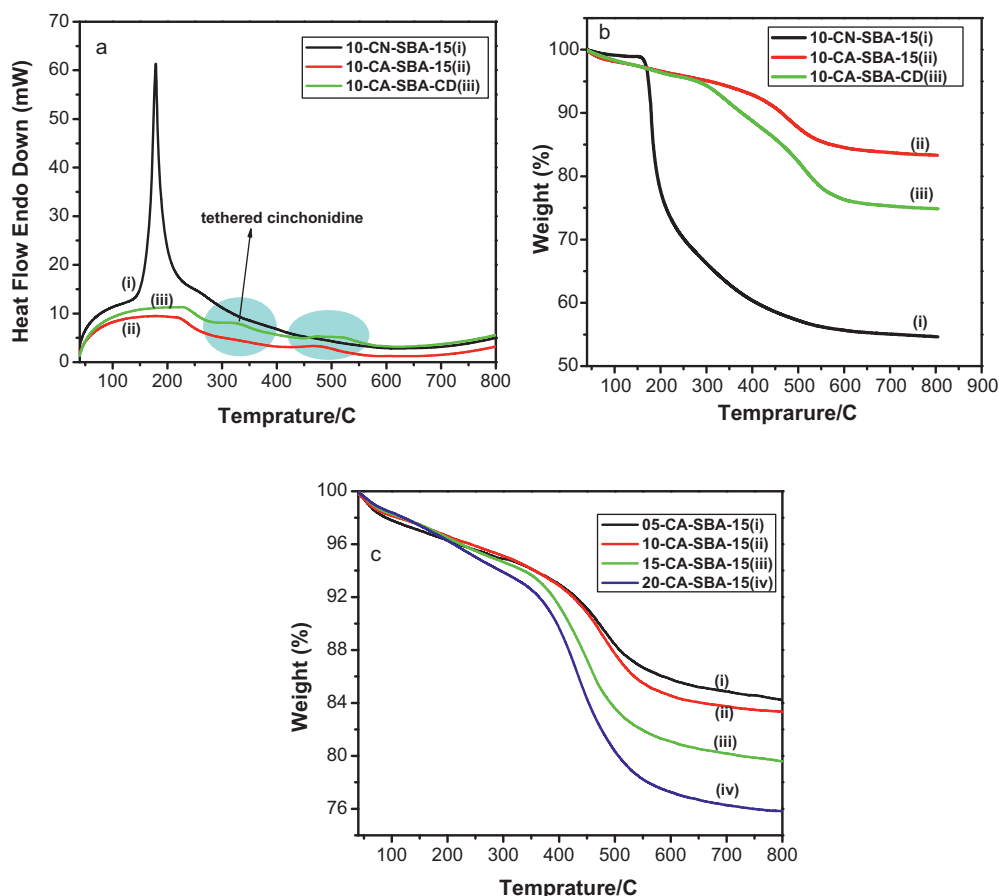 a
10-CN-SBA-15(i)
10-CA-SBA-15(ii)
10-CA-SBA-CD(iii)
tethered cinchonidine
(i)
(iii)
(ii)
70
60
50
40
30
20
10
0
Heat Flow Endo Down (mW)
100 200 300 400 500 600 700 800
Temprature/C
b
10-CN-SBA-15(i)
10-CA-SBA-15(ii)
10-CA-SBA-CD(iii)
(ii)
(iii)
(i)
100
90
80
70
60
50
Weight (%)
100 200 300 400 500 600 700 800 900
Temprarure/C
c
05-CA-SBA-15(i)
10-CA-SBA-15(ii)
15-CA-SBA-15(iii)
20-CA-SBA-15(iv)
(i)
(ii)
(iii)
(iv)
100
96
92
88
84
80
76
Weight (%)
100 200 300 400 500 600 700 800
Temprature/C